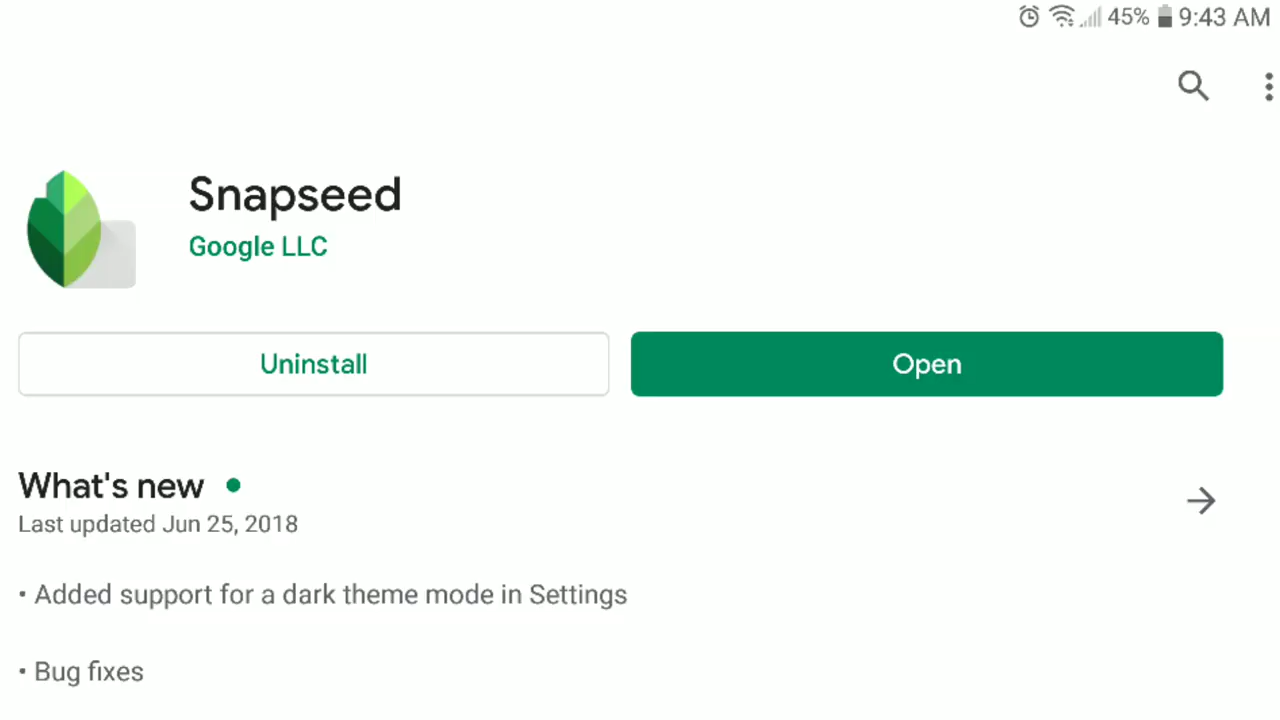 45% 9:43 AM
Snapseed
Google LLC
Uninstall
Open
What's new
Last updated Jun 25, 2018
• Added support for a dark theme mode in Settings
• Bug fixes